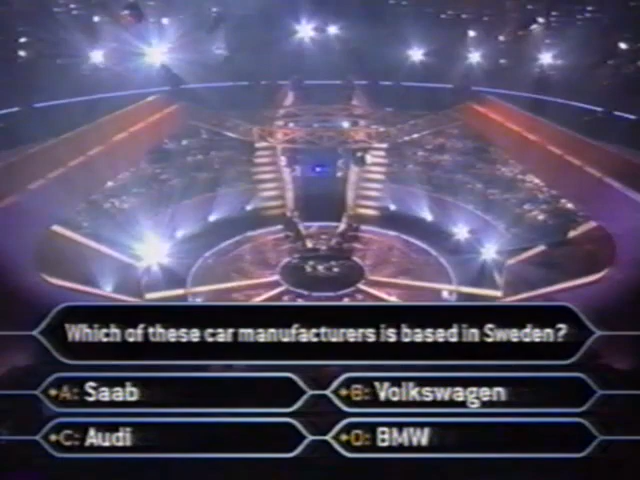 Which of these car manufacturers is based in Sweden?
A: Saab
B: Volkswagen
C: Audi
D: BMW